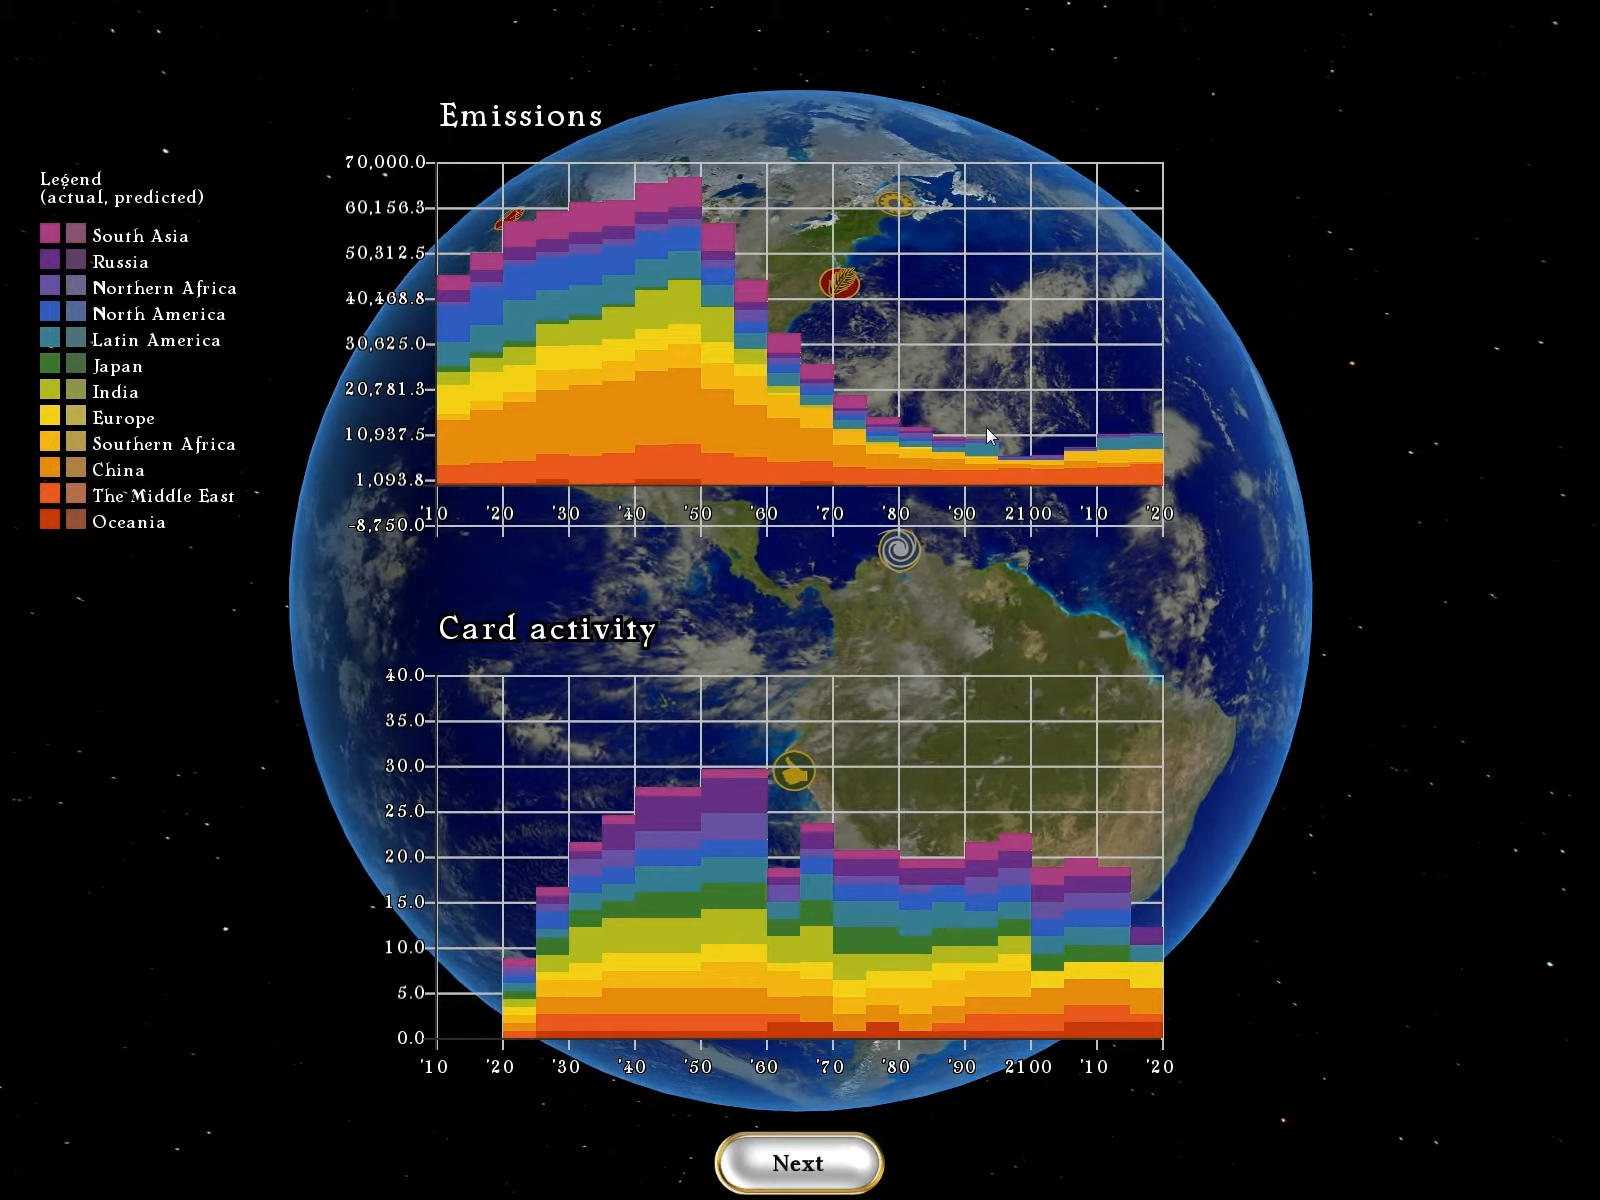 Emissions
Legend
(actual, predicted)
South Asia
Russia
Northern Africa
North America
Latin America
Japan
India
Europe
Southern Africa
China
The Middle East
Oceania
70,000.0
60,156.3
50,312.5
40,468.8
30,625.0
20,781.3
10,937.5
1,093.8
-8,750.0
'10 '20 '30 '40 '50 '60 '70 '80 '90 2100 '10 '20
Card activity
40.0
35.0
30.0
25.0
20.0
15.0
10.0
5.0
0.0
'10 '20 '30 '40 '50 '60 '70 '80 '90 2100 '10 '20
Next